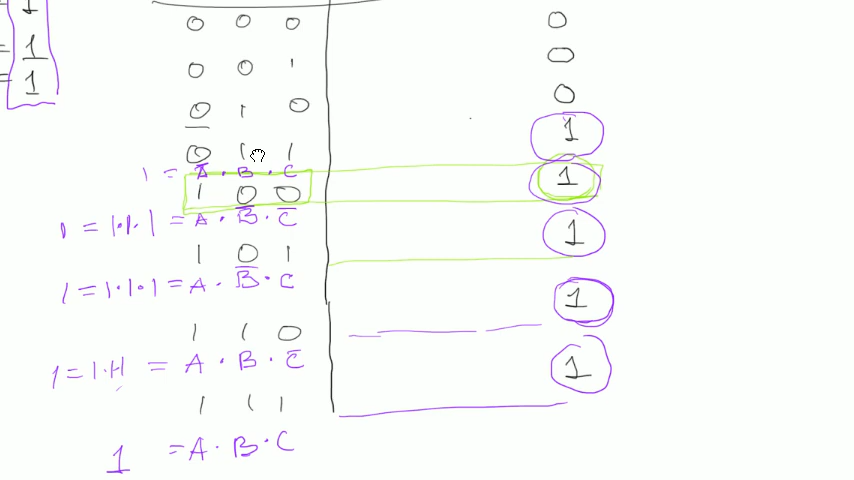 1
= 1
= 1
0 0 0 0
0 0 1 0
0 1 0 0
0 1 1 1
1 = A̅ · B · C
1 0 0 1
1 = 1·1·1 = A · B̅ · C̅
1 0 1 1
1 = 1·1·1 = A · B̅ · C
1 1 0 1
1 = 1·1·1 = A · B · C̅
1 1 1 1
1 = A · B · C